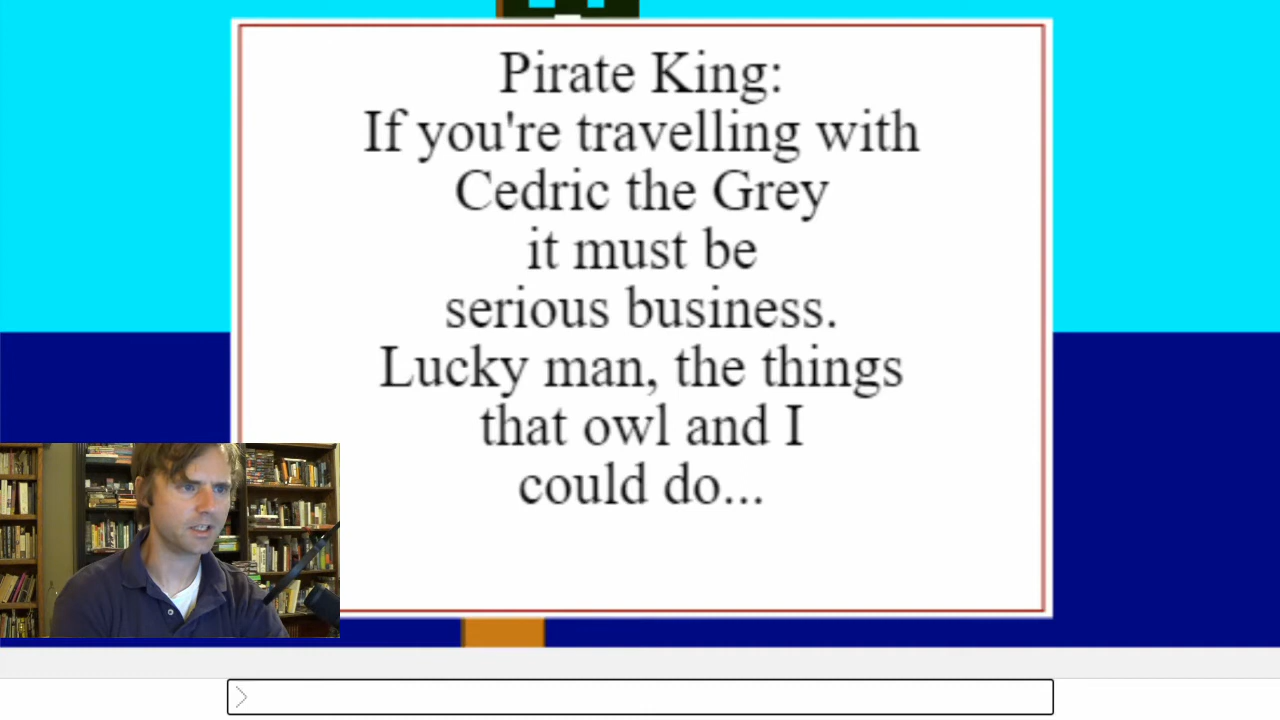 Pirate King:
If you're travelling with
Cedric the Grey
it must be
serious business.
Lucky man, the things
that owl and I
could do...